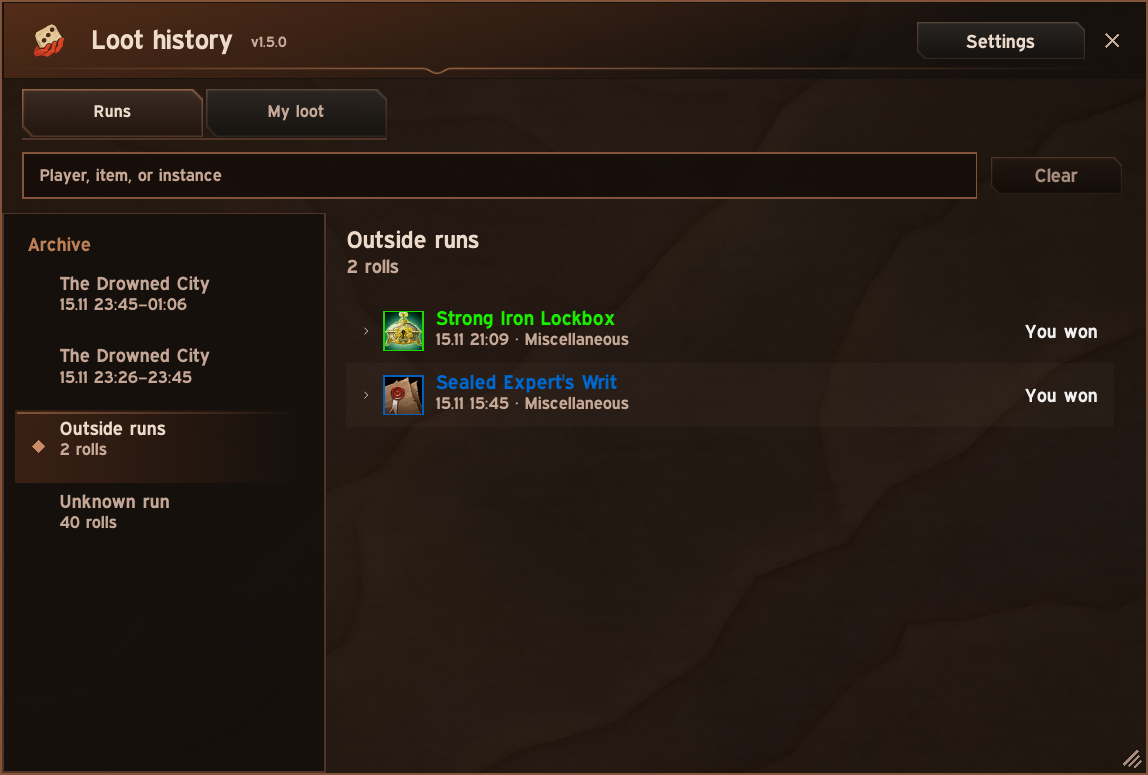 Loot history v1.5.0
Settings
Runs
My loot
Player, item, or instance
Clear
Archive
The Drowned City
15.11 23:45–01:06
The Drowned City
15.11 23:26–23:45
Outside runs
2 rolls
Unknown run
40 rolls
Outside runs
2 rolls
Strong Iron Lockbox
15.11 21:09 · Miscellaneous
You won
Sealed Expert's Writ
15.11 15:45 · Miscellaneous
You won